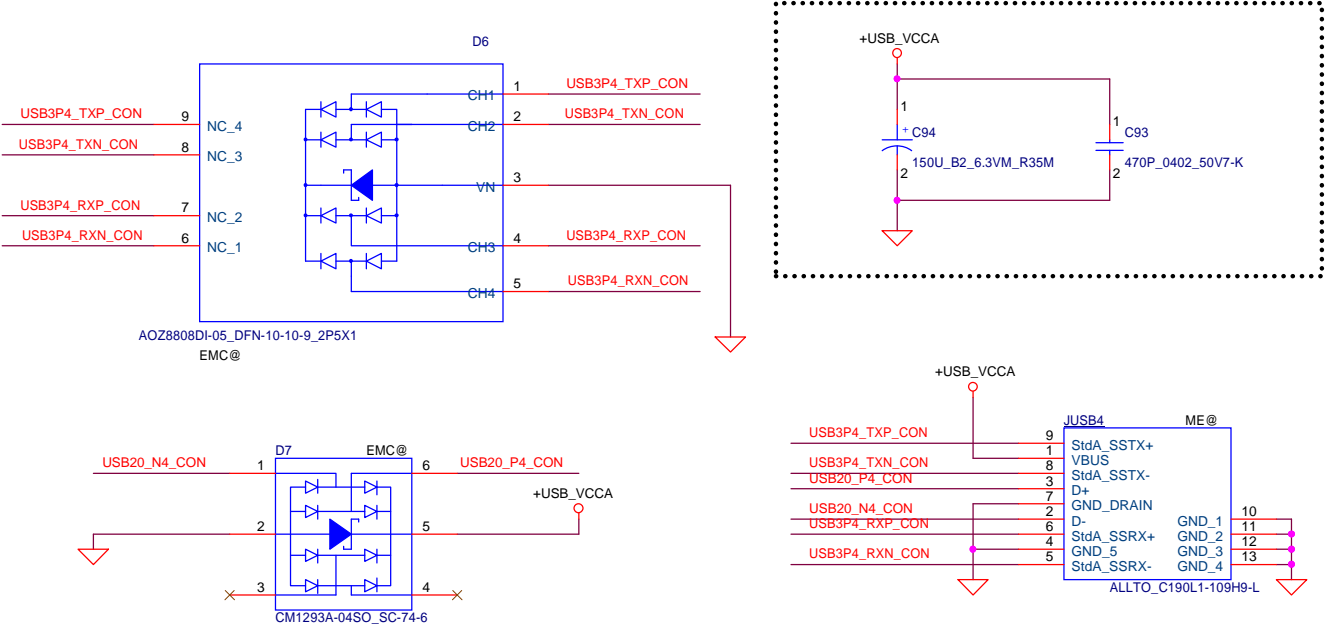 D6
USB3P4_TXP_CON
9
NC_4
USB3P4_TXN_CON
8
NC_3
USB3P4_RXP_CON
7
NC_2
USB3P4_RXN_CON
6
NC_1
CH1
1
USB3P4_TXP_CON
CH2
2
USB3P4_TXN_CON
VN
3
CH3
4
USB3P4_RXP_CON
CH4
5
USB3P4_RXN_CON
AOZ8808DI-05_DFN-10-10-9_2P5X1
EMC@
+USB_VCCA
1
+
C94
150U_B2_6.3VM_R35M
2
1
C93
470P_0402_50V7-K
2
D7
EMC@
USB20_N4_CON
1
2
3
6
USB20_P4_CON
+USB_VCCA
5
4
CM1293A-04SO_SC-74-6
+USB_VCCA
JUSB4
ME@
USB3P4_TXP_CON
9
StdA_SSTX+
1
VBUS
USB3P4_TXN_CON
8
StdA_SSTX-
USB20_P4_CON
3
D+
7
GND_DRAIN
USB20_N4_CON
2
D-
USB3P4_RXP_CON
6
StdA_SSRX+
4
GND_5
USB3P4_RXN_CON
5
StdA_SSRX-
GND_1
10
GND_2
11
GND_3
12
GND_4
13
ALLTO_C190L1-109H9-L